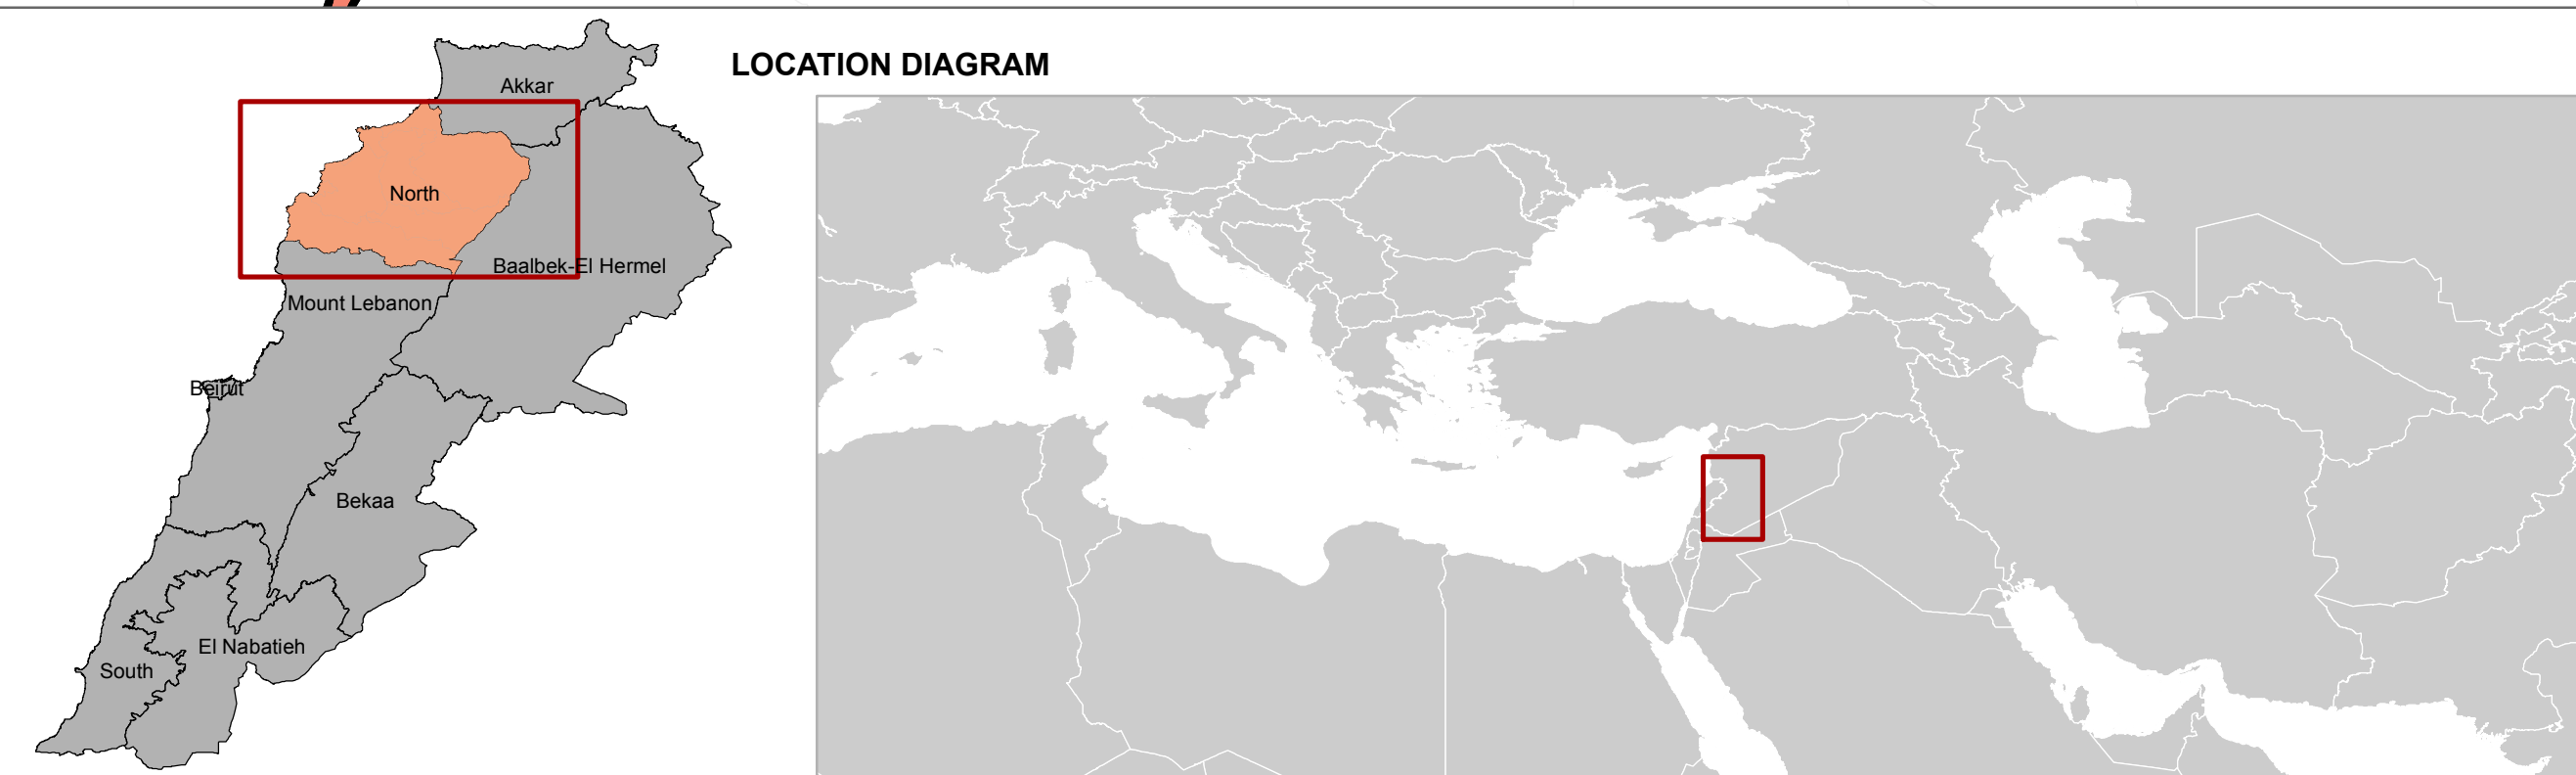 LOCATION DIAGRAM
Akkar
North
Baalbek-El Hermel
Mount Lebanon
Beirut
Bekaa
El Nabatieh
South